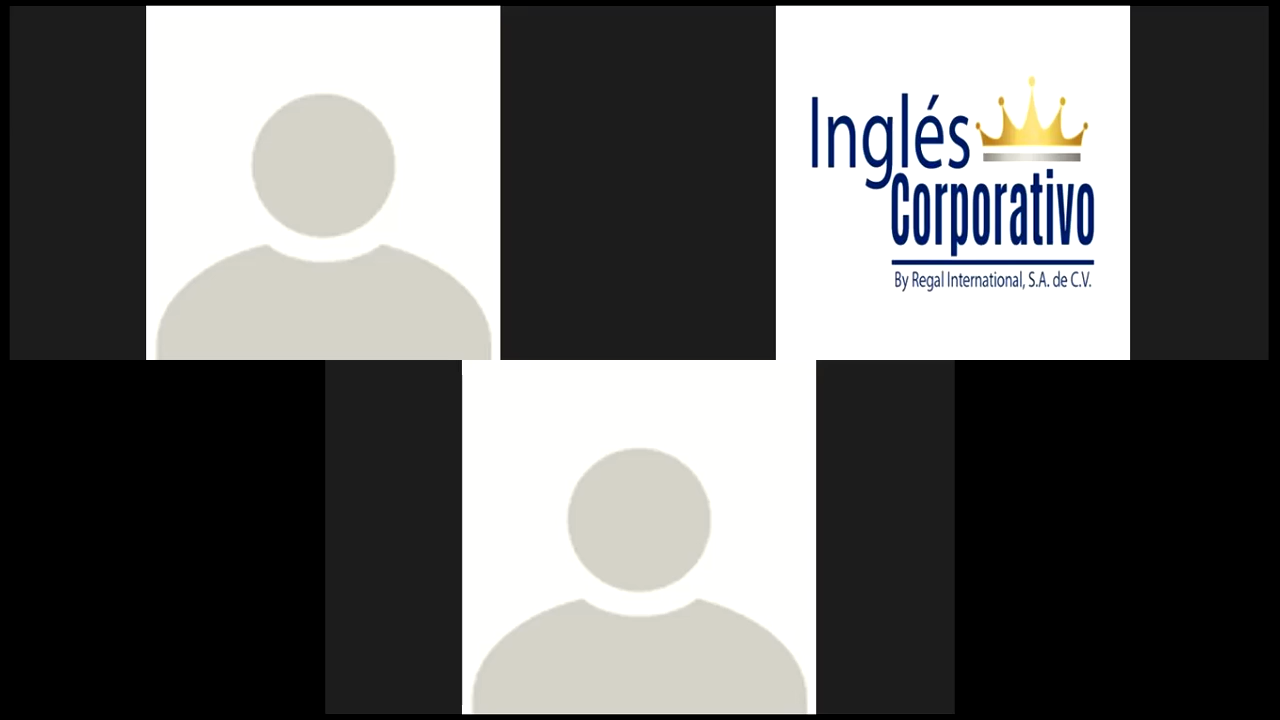 Inglés
Corporativo
By Regal International, S.A. de C.V.